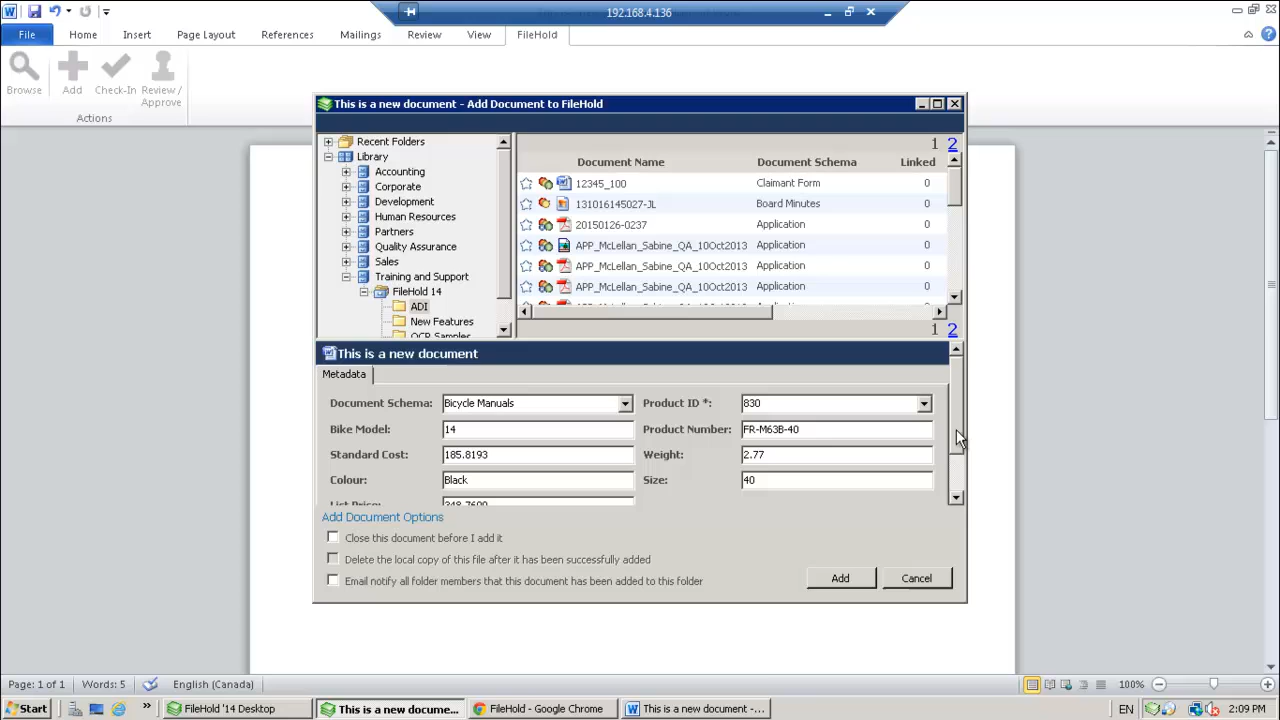 192.168.4.136
File Home Insert Page Layout References Mailings Review View FileHold
Browse Add Check-In Review / Approve
Actions
This is a new document - Add Document to FileHold
Recent Folders
Library
Accounting
Corporate
Development
Human Resources
Partners
Quality Assurance
Sales
Training and Support
FileHold 14
ADI
New Features
OCR Samples
1 2
Document Name Document Schema Linked
12345_100 Claimant Form 0
131016145027-JL Board Minutes 0
20150126-0237 Application 0
APP_McLellan_Sabine_QA_10Oct2013 Application 0
APP_McLellan_Sabine_QA_10Oct2013 Application 0
APP_McLellan_Sabine_QA_10Oct2013 Application 0
1 2
This is a new document
Metadata
Document Schema: Bicycle Manuals Product ID *: 830
Bike Model: 14 Product Number: FR-M63B-40
Standard Cost: 185.8193 Weight: 2.77
Colour: Black Size: 40
List Price: 348.7600
Add Document Options
Close this document before I add it
Delete the local copy of this file after it has been successfully added
Email notify all folder members that this document has been added to this folder
Add Cancel
Page: 1 of 1 Words: 5 English (Canada) 100%
Start FileHold '14 Desktop This is a new docume... FileHold - Google Chrome This is a new document -... EN 2:09 PM